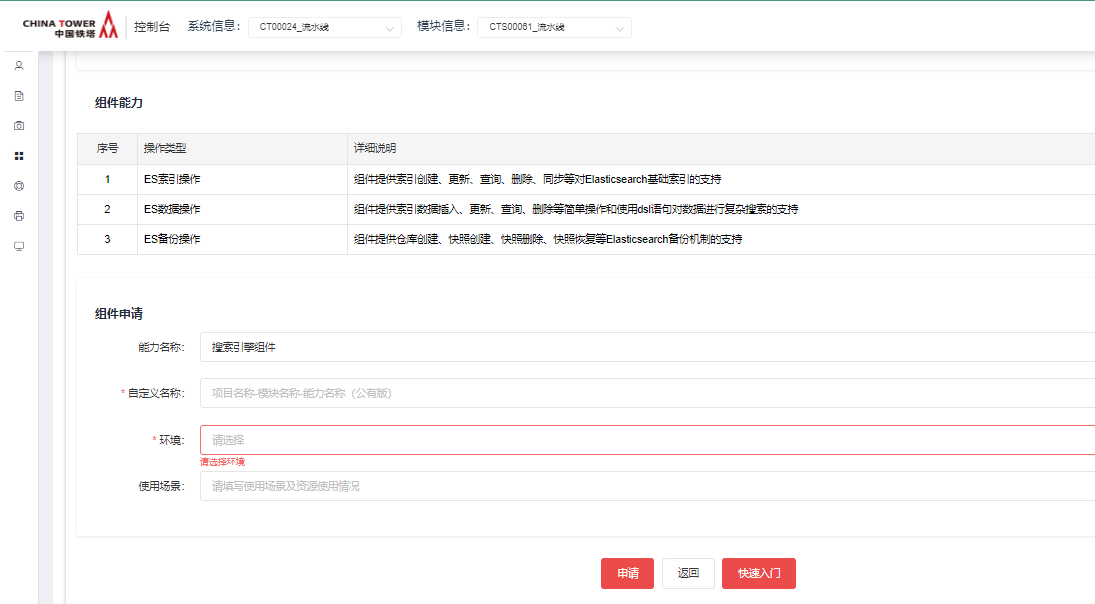 CHINA TOWER
中国铁塔
控制台 系统信息: CT00024_流水线 模块信息: CTS00061_流水线
组件能力
序号 操作类型 详细说明
1 ES索引操作 组件提供索引创建、更新、查询、删除、同步等对Elasticsearch基础索引的支持
2 ES数据操作 组件提供索引数据插入、更新、查询、删除等简单操作和使用dsl语句对数据进行复杂搜索的支持
3 ES备份操作 组件提供仓库创建、快照创建、快照删除、快照恢复等Elasticsearch备份机制的支持
组件申请
能力名称: 搜索引擎组件
* 自定义名称: 项目名称-模块名称-能力名称（公有版）
* 环境: 请选择
请选择环境
使用场景: 请填写使用场景及资源使用情况
申请 返回 快速入门